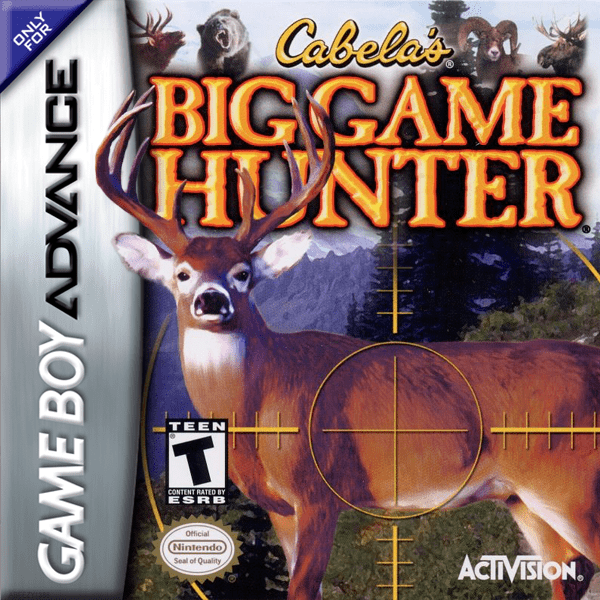 ONLY
FOR
GAME BOY ADVANCE
Cabela's®
BIG GAME
HUNTER®
TEEN
T
®
CONTENT RATED BY
ESRB
Official
Nintendo
Seal of Quality
®
ACTIVISION®